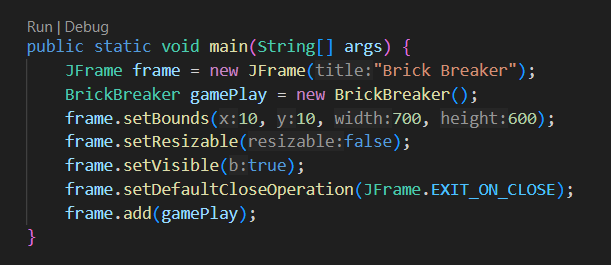 Run | Debug
public static void main(String[] args) {
JFrame frame = new JFrame(title:"Brick Breaker");
BrickBreaker gamePlay = new BrickBreaker();
frame.setBounds(x:10, y:10, width:700, height:600);
frame.setResizable(resizable:false);
frame.setVisible(b:true);
frame.setDefaultCloseOperation(JFrame.EXIT_ON_CLOSE);
frame.add(gamePlay);
}